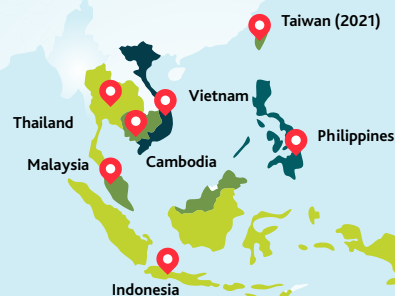 Taiwan (2021)
Vietnam
Thailand
Philippines
Malaysia
Cambodia
Indonesia